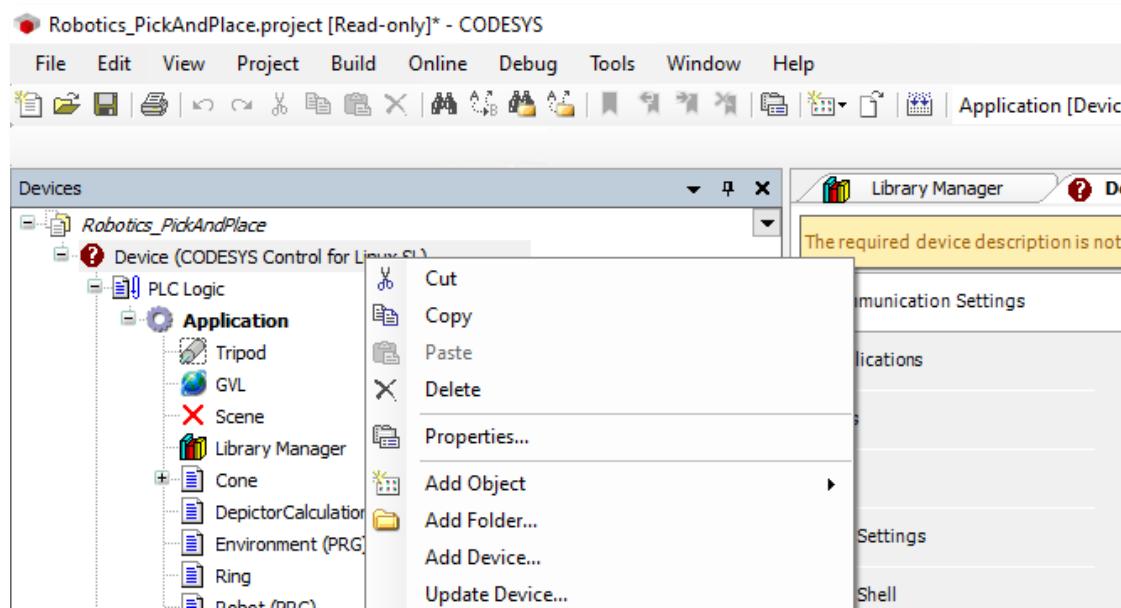 Robotics_PickAndPlace.project [Read-only]* - CODESYS
File Edit View Project Build Online Debug Tools Window Help
Application [Devic
Devices
Library Manager
D
Robotics_PickAndPlace
The required device description is not
Device (CODESYS Control for Linux SL)
PLC Logic
Application
Tripod
GVL
Scene
Library Manager
Cone
DepictorCalculation
Environment (PRG)
Ring
Robot (PRG)
Cut
Copy
Paste
Delete
Properties...
Add Object
Add Folder...
Add Device...
Update Device...
mmunication Settings
lications
s
Settings
Shell